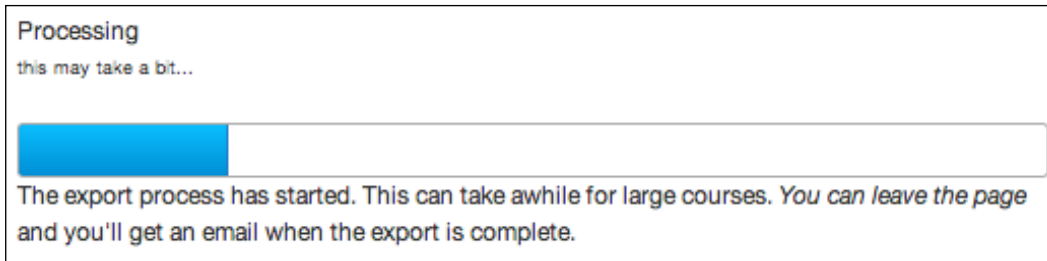 Processing
this may take a bit...
The export process has started. This can take awhile for large courses. You can leave the page
and you'll get an email when the export is complete.